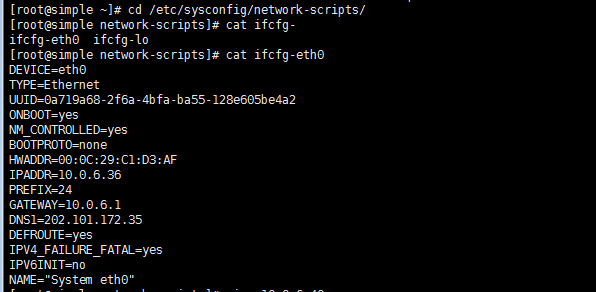 [root@simple ~]# cd /etc/sysconfig/network-scripts/
[root@simple network-scripts]# cat ifcfg-
ifcfg-eth0  ifcfg-lo
[root@simple network-scripts]# cat ifcfg-eth0
DEVICE=eth0
TYPE=Ethernet
UUID=0a719a68-2f6a-4bfa-ba55-128e605be4a2
ONBOOT=yes
NM_CONTROLLED=yes
BOOTPROTO=none
HWADDR=00:0C:29:C1:D3:AF
IPADDR=10.0.6.36
PREFIX=24
GATEWAY=10.0.6.1
DNS1=202.101.172.35
DEFROUTE=yes
IPV4_FAILURE_FATAL=yes
IPV6INIT=no
NAME="System eth0"